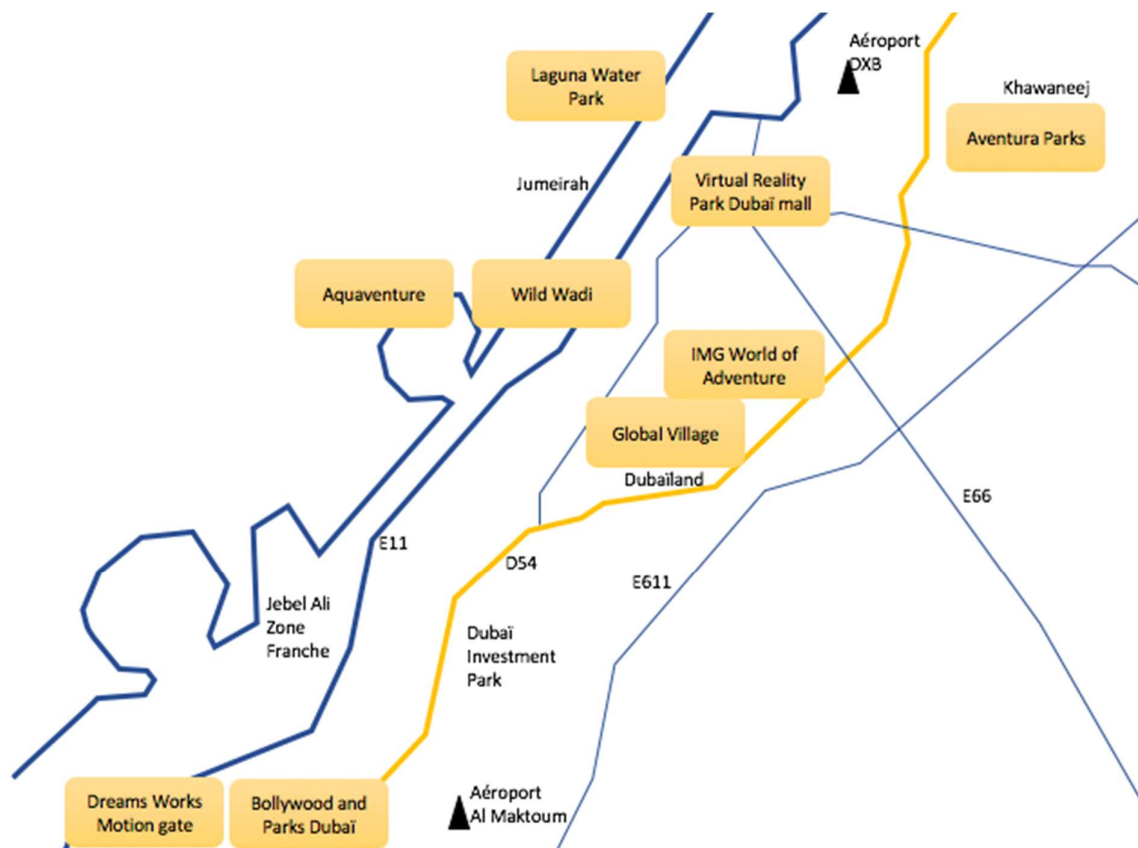 Aéroport
DXB
Laguna Water
Park
Khawaneej
Aventura Parks
Jumeirah
Virtual Reality
Park Dubaï mall
Aquaventure
Wild Wadi
IMG World of
Adventure
Global Village
Dubaïland
E66
E11
D54
E611
Jebel Ali
Zone
Franche
Dubaï
Investment
Park
Dreams Works
Motion gate
Bollywood and
Parks Dubaï
Aéroport
Al Maktoum